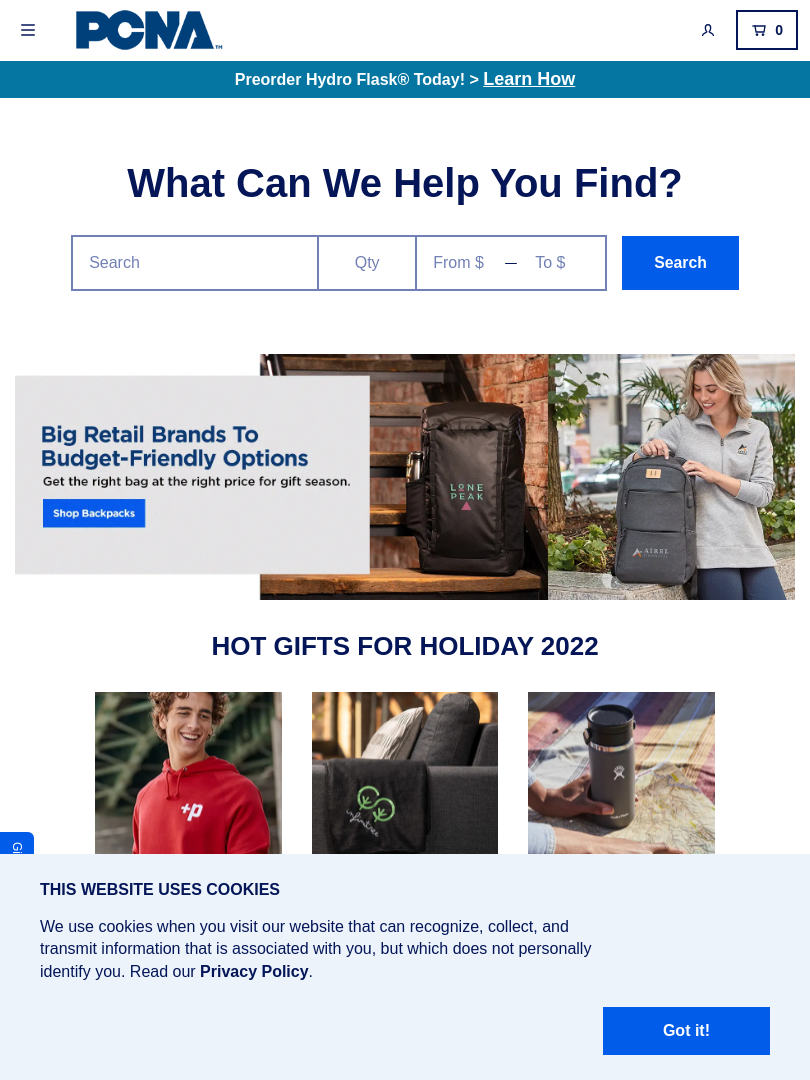 PCNA™
0
Preorder Hydro Flask® Today! > Learn How
What Can We Help You Find?
Search
Qty
From $
—
To $
Search
Big Retail Brands To
Budget-Friendly Options
Get the right bag at the right price for gift season.
Shop Backpacks
LONE
PEAK
AIREL
HOT GIFTS FOR HOLIDAY 2022
+P
infinitree
Gi
THIS WEBSITE USES COOKIES
We use cookies when you visit our website that can recognize, collect, and
transmit information that is associated with you, but which does not personally
identify you. Read our Privacy Policy.
Got it!